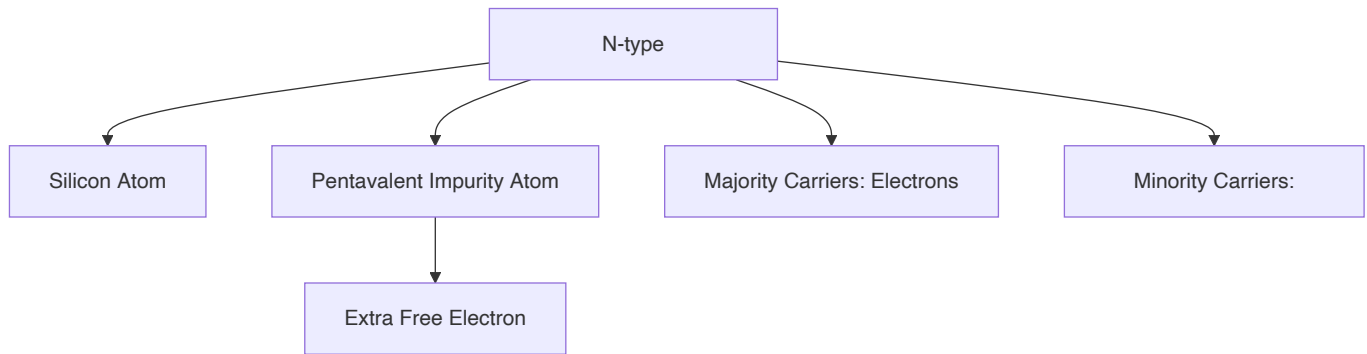 N-type
Silicon Atom
Pentavalent Impurity Atom
Majority Carriers: Electrons
Minority Carriers:
Extra Free Electron